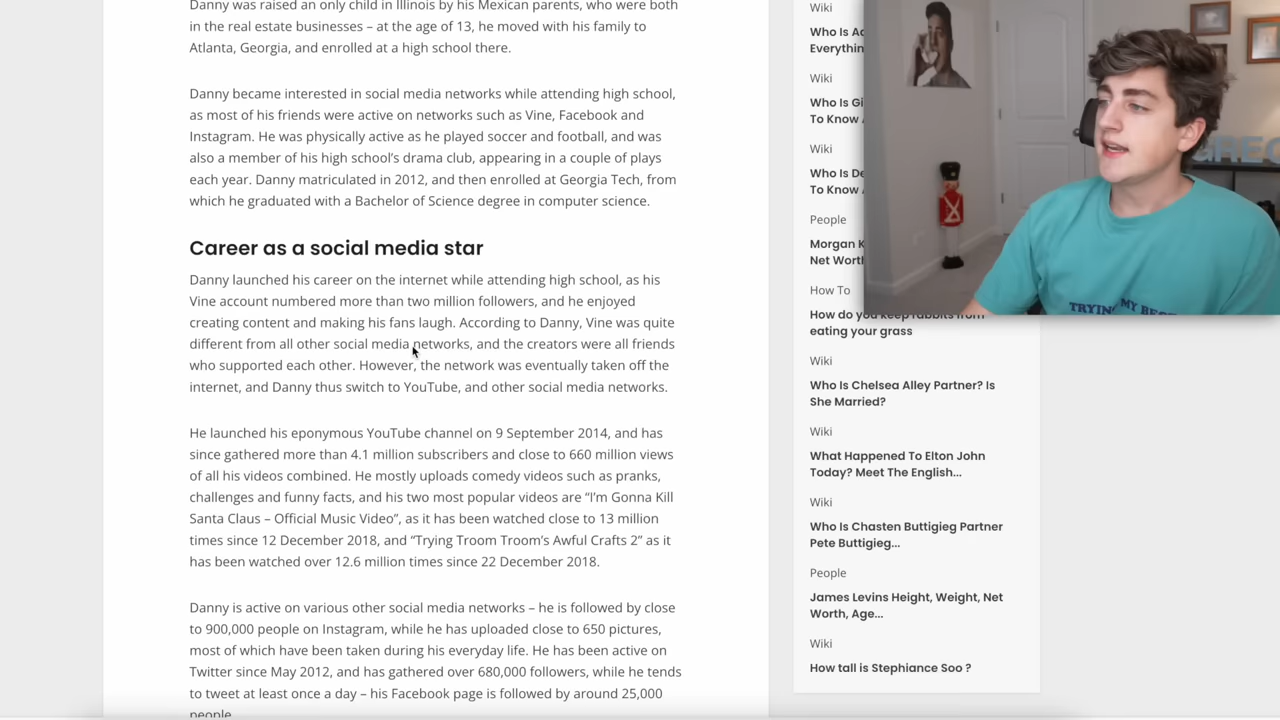 Danny was raised an only child in Illinois by his Mexican parents, who were both
in the real estate businesses – at the age of 13, he moved with his family to
Atlanta, Georgia, and enrolled at a high school there.
Danny became interested in social media networks while attending high school,
as most of his friends were active on networks such as Vine, Facebook and
Instagram. He was physically active as he played soccer and football, and was
also a member of his high school's drama club, appearing in a couple of plays
each year. Danny matriculated in 2012, and then enrolled at Georgia Tech, from
which he graduated with a Bachelor of Science degree in computer science.
Career as a social media star
Danny launched his career on the internet while attending high school, as his
Vine account numbered more than two million followers, and he enjoyed
creating content and making his fans laugh. According to Danny, Vine was quite
different from all other social media networks, and the creators were all friends
who supported each other. However, the network was eventually taken off the
internet, and Danny thus switch to YouTube, and other social media networks.
He launched his eponymous YouTube channel on 9 September 2014, and has
since gathered more than 4.1 million subscribers and close to 660 million views
of all his videos combined. He mostly uploads comedy videos such as pranks,
challenges and funny facts, and his two most popular videos are “I'm Gonna Kill
Santa Claus – Official Music Video”, as it has been watched close to 13 million
times since 12 December 2018, and “Trying Troom Troom's Awful Crafts 2” as it
has been watched over 12.6 million times since 22 December 2018.
Danny is active on various other social media networks – he is followed by close
to 900,000 people on Instagram, while he has uploaded close to 650 pictures,
most of which have been taken during his everyday life. He has been active on
Twitter since May 2012, and has gathered over 680,000 followers, while he tends
to tweet at least once a day – his Facebook page is followed by around 25,000
people
Wiki
Who Is
Everythin
Wiki
Who Is Gi
To Know
Wiki
Who Is De
To Know
People
Morgan K
Net Worth
How To
How do you keep rabbits from
eating your grass
Wiki
Who Is Chelsea Alley Partner? Is
She Married?
Wiki
What Happened To Elton John
Today? Meet The English...
Wiki
Who Is Chasten Buttigieg Partner
Pete Buttigieg...
People
James Levins Height, Weight, Net
Worth, Age...
Wiki
How tall is Stephiance Soo ?
GREG
TRYING MY BEST